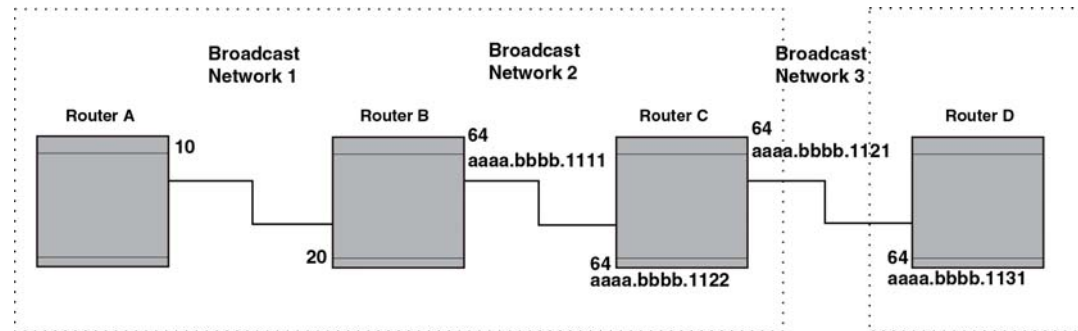 Broadcast
Network 1
Broadcast
Network 2
Broadcast
Network 3
Router A
Router B
Router C
Router D
10
64
aaaa.bbbb.1111
64
aaaa.bbbb.1121
20
64
aaaa.bbbb.1122
64
aaaa.bbbb.1131